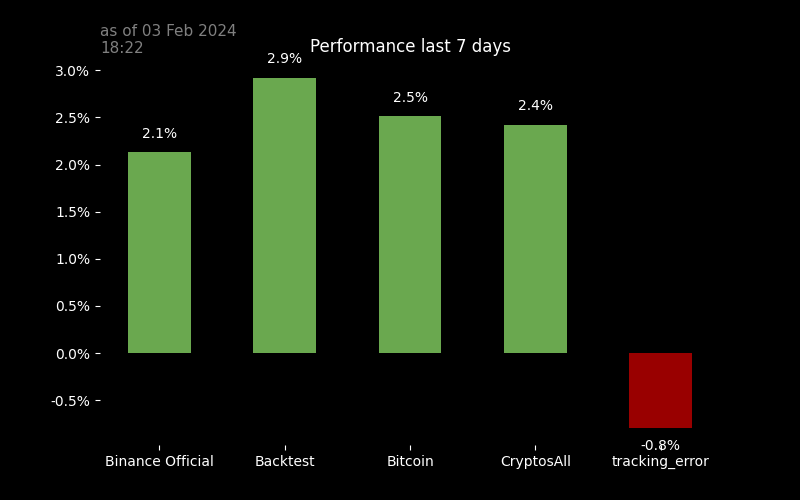 as of 03 Feb 2024
18:22
Performance last 7 days
3.0%
2.5%
2.0%
1.5%
1.0%
0.5%
0.0%
-0.5%
2.1%
2.9%
2.5%
2.4%
-0.8%
Binance Official
Backtest
Bitcoin
CryptosAll
tracking_error